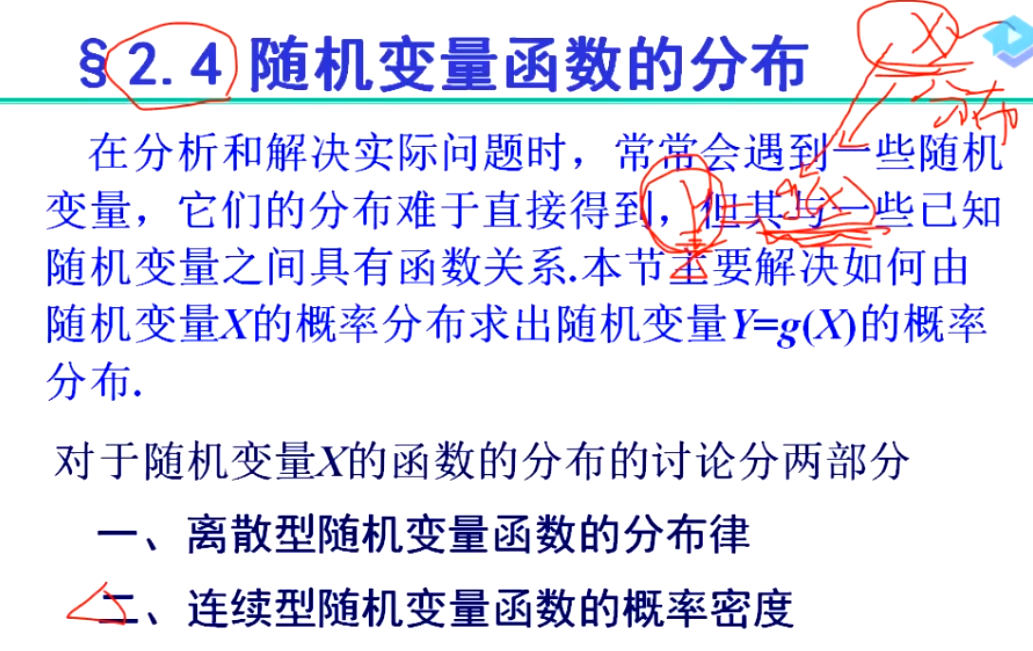 §2.4 随机变量函数的分布
X
分布
在分析和解决实际问题时，常常会遇到一些随机
变量，它们的分布难于直接得到，但其与一些已知
Y=g(X)
随机变量之间具有函数关系.本节主要要解决如何由
随机变量X的概率分布求出随机变量Y=g(X)的概率
分布.
对于随机变量X的函数的分布的讨论分两部分
一、离散型随机变量函数的分布律
二、连续型随机变量函数的概率密度